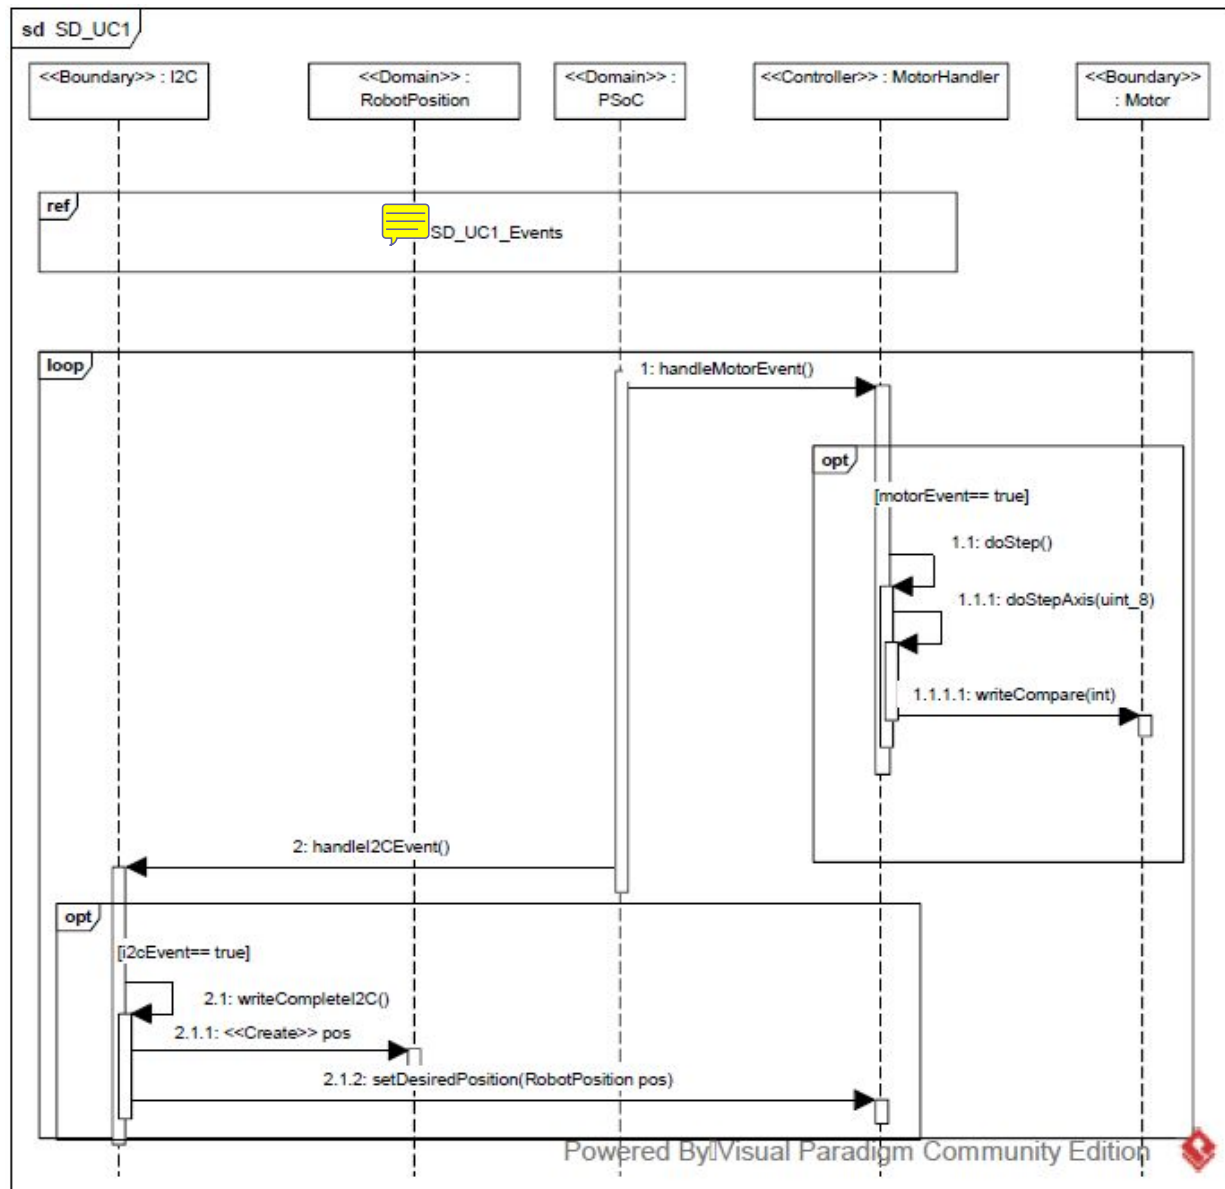 sd SD_UC1
<<Boundary>> : I2C
<<Domain>> :
RobotPosition
<<Domain>> :
PSoC
<<Controller>> : MotorHandler
<<Boundary>>
: Motor
ref
SD_UC1_Events
loop
1: handleMotorEvent()
opt
[motorEvent== true]
1.1: doStep()
1.1.1: doStepAxis(uint_8)
1.1.1.1: writeCompare(int)
2: handleI2CEvent()
opt
[i2cEvent== true]
2.1: writeCompleteI2C()
2.1.1: <<Create>> pos
2.1.2: setDesiredPosition(RobotPosition pos)
Powered By Visual Paradigm Community Edition